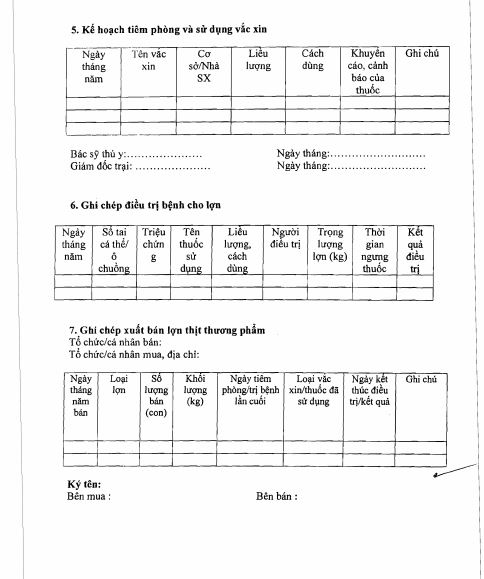 5. Kế hoạch tiêm phòng và sử dụng vắc xin
Ngày tháng năm | Tên vắc xin | Cơ sở/Nhà SX | Liều lượng | Cách dùng | Khuyến cáo, cảnh báo của thuốc | Ghi chú
Bác sỹ thú y:...................... Ngày tháng:............................
Giám đốc trại: ...................... Ngày tháng:............................
6. Ghi chép điều trị bệnh cho lợn
Ngày tháng năm | Số tai cá thể/ ô chuồng | Triệu chứn g | Tên thuốc sử dụng | Liều lượng, cách dùng | Người điều trị | Trọng lượng lợn (kg) | Thời gian ngưng thuốc | Kết quả điều trị
7. Ghi chép xuất bán lợn thịt thương phẩm
Tổ chức/cá nhân bán:
Tổ chức/cá nhân mua, địa chỉ:
Ngày tháng năm bán | Loại lợn | Số lượng bán (con) | Khối lượng (kg) | Ngày tiêm phòng/trị bệnh lần cuối | Loại vắc xin/thuốc đã sử dụng | Ngày kết thúc điều trị/kết quả | Ghi chú
Ký tên:
Bên mua : Bên bán :